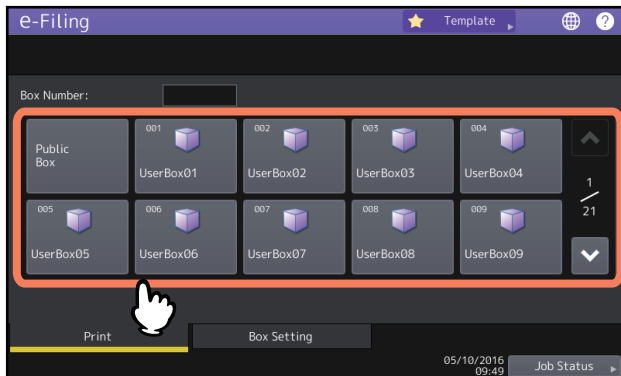 e-Filing
Template
?
Box Number:
Public
Box
001
UserBox01
002
UserBox02
003
UserBox03
004
UserBox04
1
21
005
UserBox05
006
UserBox06
007
UserBox07
008
UserBox08
009
UserBox09
Print
Box Setting
05/10/2016
09:49
Job Status